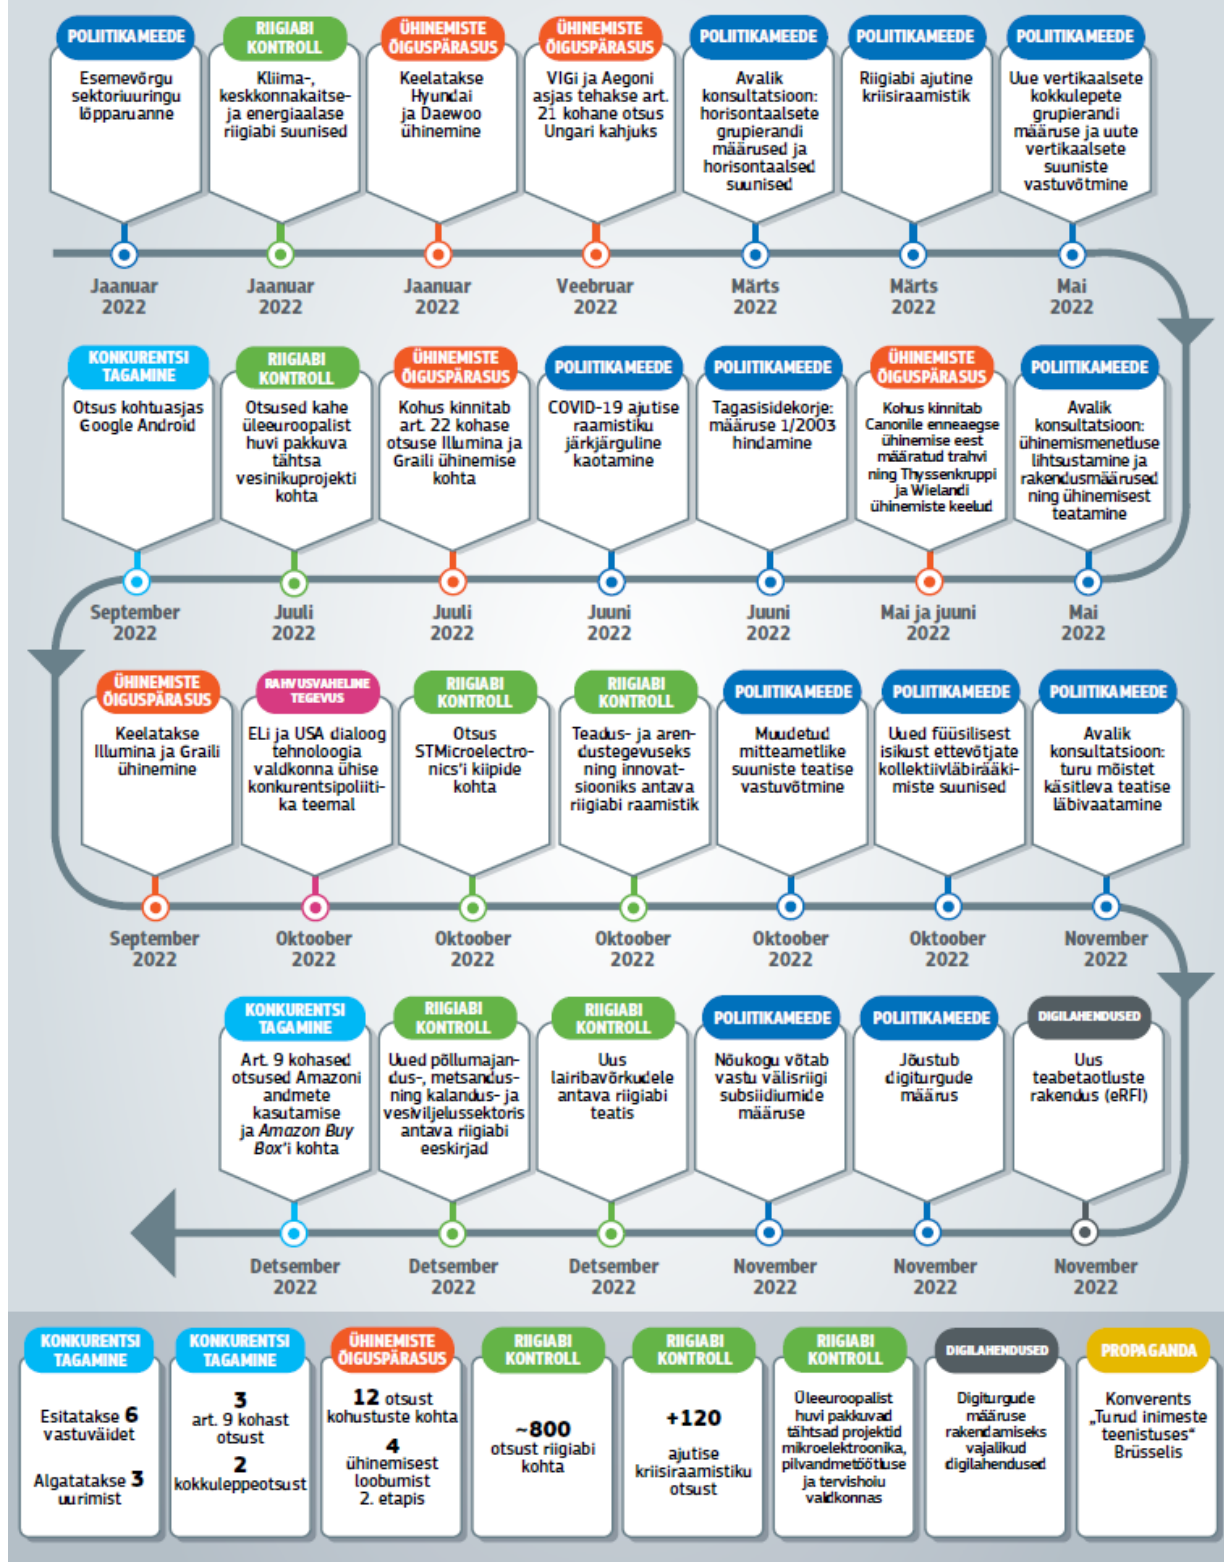 POLIITIKAMEEDE
Esemevõrgu
sektoriuuringu
lõpparuanne
Jaanuar
2022
RIIGIABI
KONTROLL
Kliima-,
keskkonnakaitse-
ja energiaalase
riigiabi suunised
Jaanuar
2022
ÜHINEMISTE
ÕIGUSPÄRASUS
Keelatakse
Hyundai
ja Daewoo
ühinemine
Jaanuar
2022
ÜHINEMISTE
ÕIGUSPÄRASUS
VIGi ja Aegoni
asjas tehakse art.
21 kohane otsus
Ungari kahjuks
Veebruar
2022
POLIITIKAMEEDE
Avalik
konsultatsioon:
horisontaalsete
grupierandi
määrused ja
horisontaalsed
suunised
Märts
2022
POLIITIKAMEEDE
Riigiabi ajutine
kriisiraamistik
Märts
2022
POLIITIKAMEEDE
Uue vertikaalsete
kokkulepete
grupierandi
määruse ja uute
vertikaalsete
suuniste
vastuvõtmine
Mai
2022
KONKURENTSI
TAGAMINE
Otsus kohtuasjas
Google Android
September
2022
RIIGIABI
KONTROLL
Otsused kahe
üleeuroopalist
huvi pakkuva
tähtsa
vesinikuprojekti
kohta
Juuli
2022
ÜHINEMISTE
ÕIGUSPÄRASUS
Kohus kinnitab
art. 22 kohase
otsuse Illumina ja
Graili ühinemise
kohta
Juuli
2022
POLIITIKAMEEDE
COVID-19 ajutise
raamistiku
järkjärguline
kaotamine
Juuni
2022
POLIITIKAMEEDE
Tagasisidekorje:
määruse 1/2003
hindamine
Juuni
2022
ÜHINEMISTE
ÕIGUSPÄRASUS
Kohus kinnitab
Canonile enneaegse
ühinemise eest
määratud trahvi
ning Thyssenkruppi
ja Wielandi
ühinemiste keelud
Mai ja juuni
2022
POLIITIKAMEEDE
Avalik
konsultatsioon:
ühinemismenetluse
lihtsustamine ja
rakendusmäärused
ning ühinemisest
teatamine
Mai
2022
ÜHINEMISTE
ÕIGUSPÄRASUS
Keelatakse
Illumina ja Graili
ühinemine
September
2022
RAHVUSVAHELINE
TEGEVUS
ELi ja USA dialoog
tehnoloogia
valdkonna ühise
konkurentsipoliiti-
ka teemal
Oktoober
2022
RIIGIABI
KONTROLL
Otsus
STMicroelectro-
nics'i kiipide
kohta
Oktoober
2022
RIIGIABI
KONTROLL
Teadus- ja aren-
dustegevuseks
ning innovat-
siooniks antava
riigiabi raamistik
Oktoober
2022
POLIITIKAMEEDE
Muudetud
mitteametlike
suuniste teatise
vastuvõtmine
Oktoober
2022
POLIITIKAMEEDE
Uued füüsilisest
isikust ettevõtjate
kollektiivläbirääki-
miste suunised
Oktoober
2022
POLIITIKAMEEDE
Avalik
konsultatsioon:
turu mõistet
käsitleva teatise
läbivaatamine
November
2022
KONKURENTSI
TAGAMINE
Art. 9 kohased
otsused Amazoni
andmete
kasutamise
ja Amazon Buy
Box'i kohta
Detsember
2022
RIIGIABI
KONTROLL
Uued põllumajan-
dus-, metsandus-
ning kalandus- ja
vesiviljelussektoris
antava riigiabi
eeskirjad
Detsember
2022
RIIGIABI
KONTROLL
Uus
lairibavõrkudele
antava riigiabi
teatis
Detsember
2022
POLIITIKAMEEDE
Nõukogu võtab
vastu välisriigi
subsiidiumide
määruse
November
2022
POLIITIKAMEEDE
Jõustub
digiturgude
määrus
November
2022
DIGILAHENDUSED
Uus
teabetaotluste
rakendus (eRFI)
November
2022
KONKURENTSI
TAGAMINE
Esitatakse 6
vastuväidet
Algatatakse 3
uurimist
KONKURENTSI
TAGAMINE
3
art. 9 kohast
otsust
2
kokkuleppeotsust
ÜHINEMISTE
ÕIGUSPÄRASUS
12 otsust
kohustuste kohta
4
ühinemisest
loobumist
2. etapis
RIIGIABI
KONTROLL
~800
otsust riigiabi
kohta
RIIGIABI
KONTROLL
+120
ajutise
kriisiraamistiku
otsust
RIIGIABI
KONTROLL
Üleeuroopalist
huvi pakkuvad
tähtsad projektid
mikroelektroonika,
pilvandmetöötluse
ja tervishoiu
valdkonnas
DIGILAHENDUSED
Digiturgude
määruse
rakendamiseks
vajalikud
digilahendused
PROPAGANDA
Konverents
„Turud inimeste
teenistuses“
Brüsselis